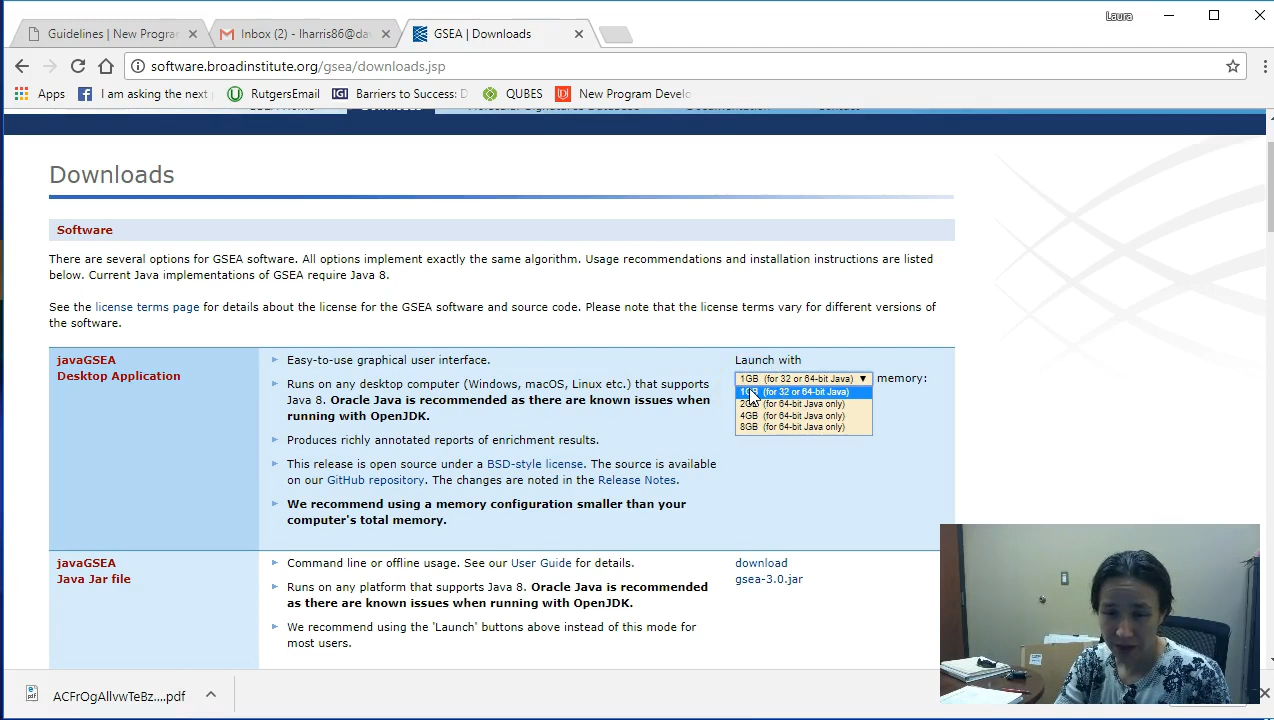 Laura
Guidelines | New Progra
Inbox (2) - lharris86@da
GSEA | Downloads
software.broadinstitute.org/gsea/downloads.jsp
Apps
I am asking the next
RutgersEmail
IGI
Barriers to Success: D
QUBES
New Program Develo
Downloads
Software
There are several options for GSEA software. All options implement exactly the same algorithm. Usage recommendations and installation instructions are listed
below. Current Java implementations of GSEA require Java 8.
See the license terms page for details about the license for the GSEA software and source code. Please note that the license terms vary for different versions of
the software.
javaGSEA
Desktop Application
Easy-to-use graphical user interface.
Runs on any desktop computer (Windows, macOS, Linux etc.) that supports
Java 8. Oracle Java is recommended as there are known issues when
running with OpenJDK.
Produces richly annotated reports of enrichment results.
This release is open source under a BSD-style license. The source is available
on our GitHub repository. The changes are noted in the Release Notes.
We recommend using a memory configuration smaller than your
computer's total memory.
Launch with
1GB (for 32 or 64-bit Java) memory:
1GB (for 32 or 64-bit Java)
2GB (for 64-bit Java only)
4GB (for 64-bit Java only)
8GB (for 64-bit Java only)
javaGSEA
Java Jar file
Command line or offline usage. See our User Guide for details.
Runs on any platform that supports Java 8. Oracle Java is recommended
as there are known issues when running with OpenJDK.
We recommend using the 'Launch' buttons above instead of this mode for
most users.
download
gsea-3.0.jar
ACFrOgAllvwTeBz....pdf